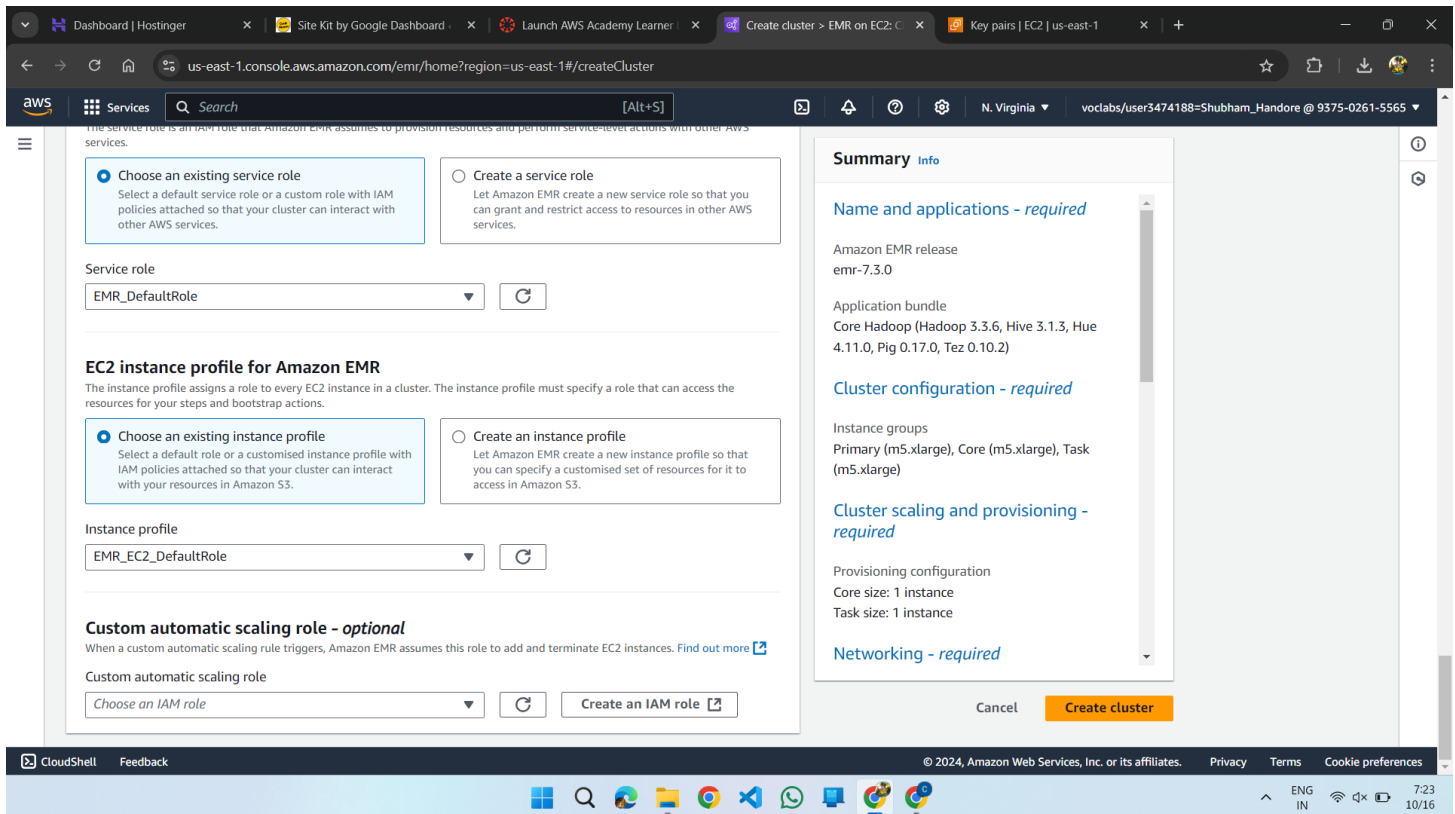 Dashboard | Hostinger
Site Kit by Google Dashboard
Launch AWS Academy Learner
Create cluster > EMR on EC2: C
Key pairs | EC2 | us-east-1
us-east-1.console.aws.amazon.com/emr/home?region=us-east-1#/createCluster
aws
Services
Search
[Alt+S]
N. Virginia
voclabs/user3474188=Shubham_Handore @ 9375-0261-5565
The service role is an IAM role that Amazon EMR assumes to provision resources and perform service-level actions with other AWS
services.
Choose an existing service role
Select a default service role or a custom role with IAM
policies attached so that your cluster can interact with
other AWS services.
Create a service role
Let Amazon EMR create a new service role so that you
can grant and restrict access to resources in other AWS
services.
Service role
EMR_DefaultRole
EC2 instance profile for Amazon EMR
The instance profile assigns a role to every EC2 instance in a cluster. The instance profile must specify a role that can access the
resources for your steps and bootstrap actions.
Choose an existing instance profile
Select a default role or a customised instance profile with
IAM policies attached so that your cluster can interact
with your resources in Amazon S3.
Create an instance profile
Let Amazon EMR create a new instance profile so that
you can specify a customised set of resources for it to
access in Amazon S3.
Instance profile
EMR_EC2_DefaultRole
Custom automatic scaling role - optional
When a custom automatic scaling rule triggers, Amazon EMR assumes this role to add and terminate EC2 instances. Find out more
Custom automatic scaling role
Choose an IAM role
Create an IAM role
Summary Info
Name and applications - required
Amazon EMR release
emr-7.3.0
Application bundle
Core Hadoop (Hadoop 3.3.6, Hive 3.1.3, Hue
4.11.0, Pig 0.17.0, Tez 0.10.2)
Cluster configuration - required
Instance groups
Primary (m5.xlarge), Core (m5.xlarge), Task
(m5.xlarge)
Cluster scaling and provisioning -
required
Provisioning configuration
Core size: 1 instance
Task size: 1 instance
Networking - required
Cancel
Create cluster
CloudShell
Feedback
© 2024, Amazon Web Services, Inc. or its affiliates.
Privacy
Terms
Cookie preferences
ENG
IN
7:23
10/16